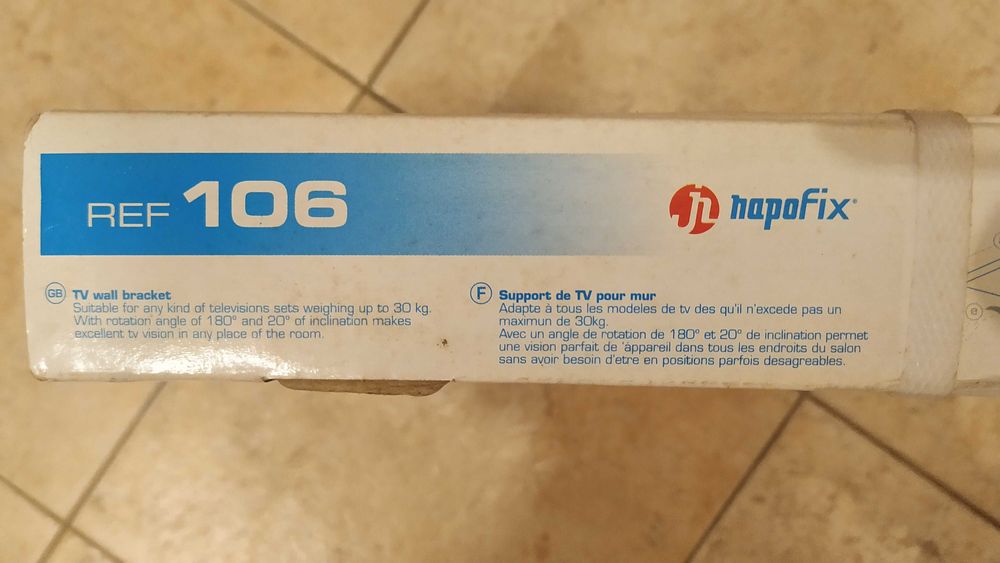 REF 106
hapofix®
GB TV wall bracket
Suitable for any kind of televisions sets weighing up to 30 kg.
With rotation angle of 180° and 20° of inclination makes
excellent tv vision in any place of the room.
F Support de TV pour mur
Adapte à tous les modeles de tv des qu'il n'excede pas un
maximun de 30kg.
Avec un angle de rotation de 180° et 20° de inclination permet
une vision parfait de 'äppareil dans tous les endroits du salon
sans avoir besoin d'etre en positions parfois desagreables.